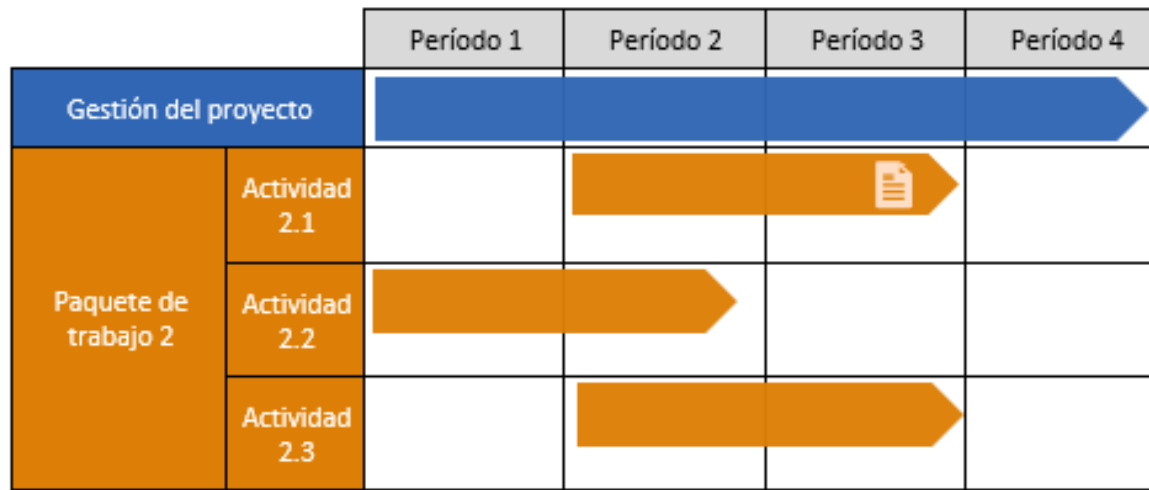 Período 1 Período 2 Período 3 Período 4
Gestión del proyecto
Paquete de
trabajo 2
Actividad
2.1
Actividad
2.2
Actividad
2.3